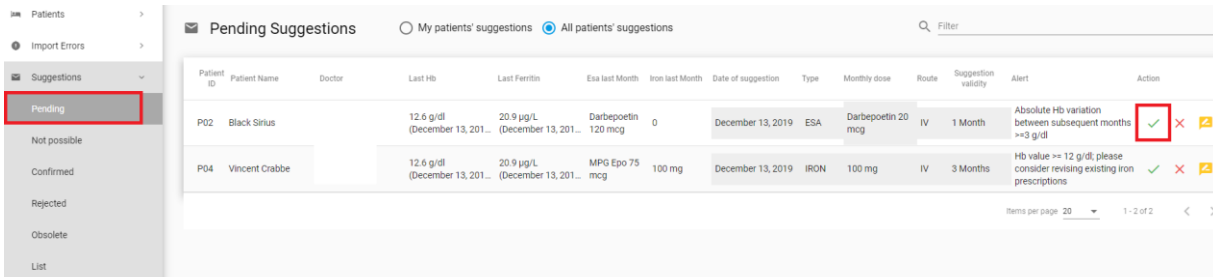 Patients
Import Errors
Suggestions
Pending
Not possible
Confirmed
Rejected
Obsolete
List
Pending Suggestions
My patients' suggestions
All patients' suggestions
Filter
Patient ID Patient Name Doctor Last Hb Last Ferritin Esa last Month Iron last Month Date of suggestion Type Monthly dose Route Suggestion validity Alert Action
P02 Black Sirius 12.6 g/dl (December 13, 201... 20.9 µg/L (December 13, 201... Darbepoetin 120 mcg 0 December 13, 2019 ESA Darbepoetin 20 mcg IV 1 Month Absolute Hb variation between subsequent months >=3 g/dl
P04 Vincent Crabbe 12.6 g/dl (December 13, 201... 20.9 µg/L (December 13, 201... MPG Epo 75 mcg 100 mg December 13, 2019 IRON 100 mg IV 3 Months Hb value >= 12 g/dl; please consider revising existing iron prescriptions
Items per page 20 1 - 2 of 2